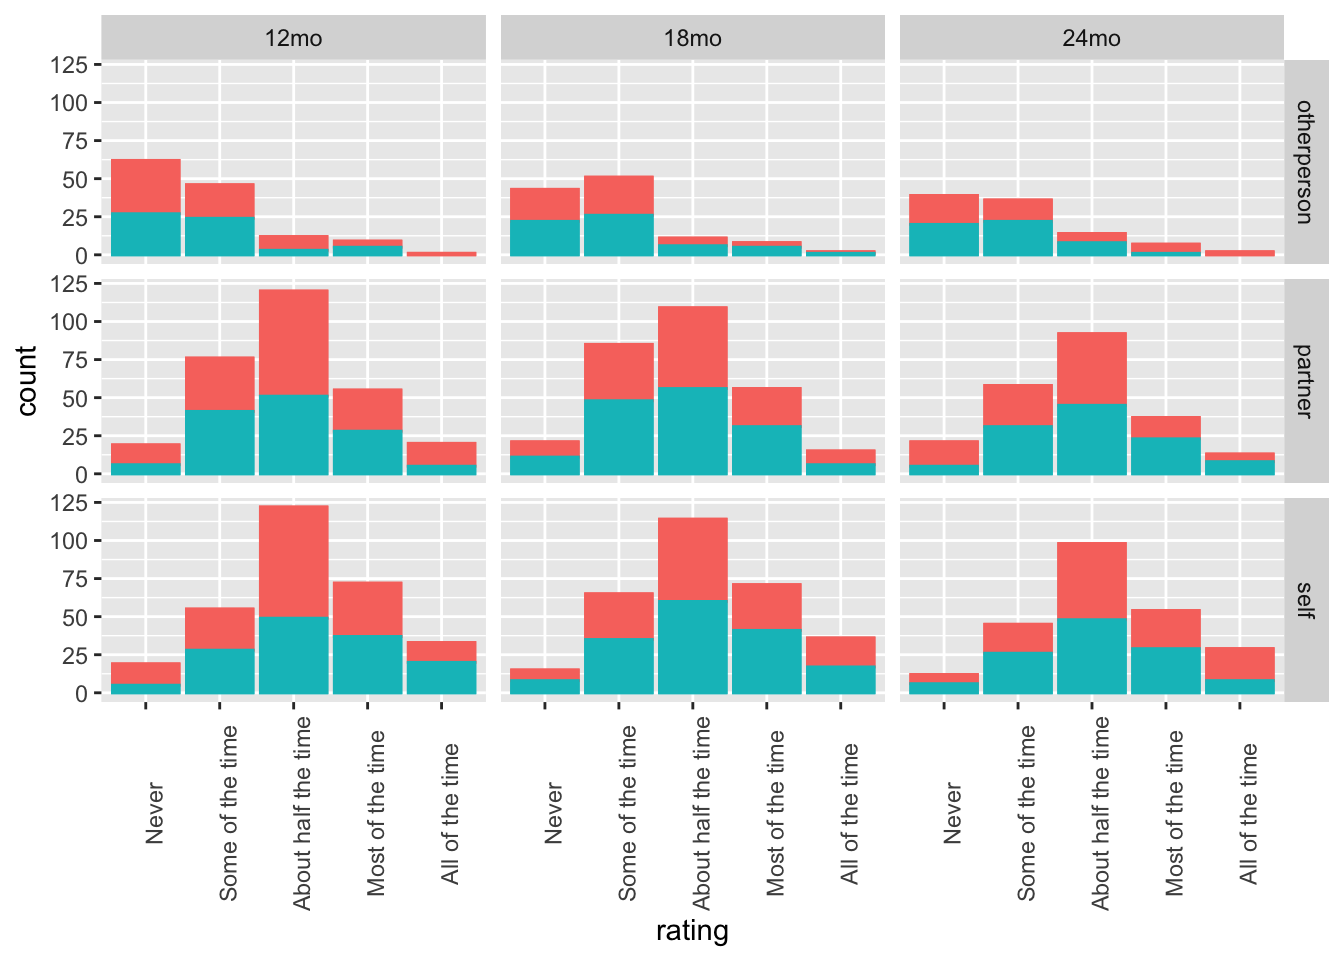 12mo
18mo
24mo
125
100
75
50
25
0
otherperson
125
100
75
50
25
0
partner
125
100
75
50
25
0
self
count
Never
Some of the time
About half the time
Most of the time
All of the time
Never
Some of the time
About half the time
Most of the time
All of the time
Never
Some of the time
About half the time
Most of the time
All of the time
rating